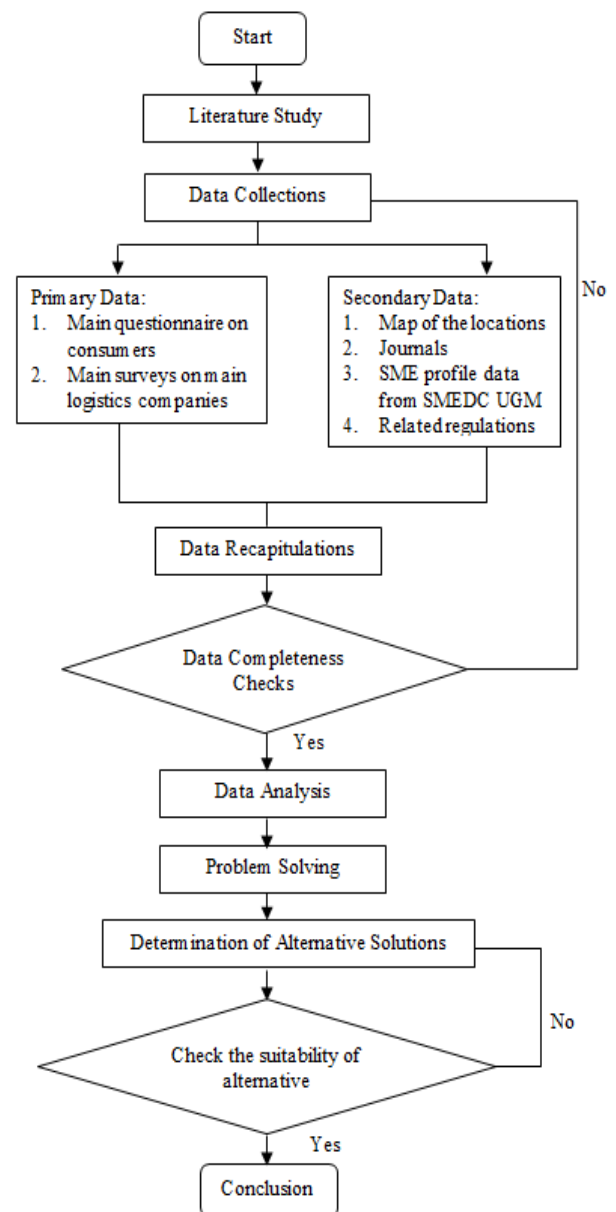 Start
Literature Study
Data Collections
No
Primary Data:
1. Main questionnaire on
consumers
2. Main surveys on main
logistics companies
Secondary Data:
1. Map of the locations
2. Journals
3. SME profile data
from SMEDC UGM
4. Related regulations
Data Recapitulations
Data Completeness
Checks
Yes
Data Analysis
Problem Solving
Determination of Alternative Solutions
No
Check the suitability of
alternative
Yes
Conclusion